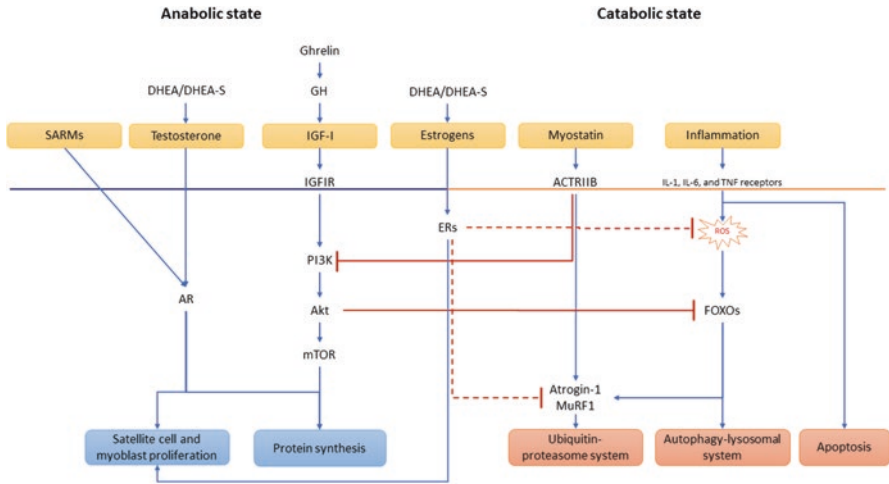 Anabolic state
Catabolic state
Ghrelin
DHEA/DHEA-S
GH
DHEA/DHEA-S
SARMs
Testosterone
IGF-I
Estrogens
Myostatin
Inflammation
IGFIR
ACTRIIB
IL-1, IL-6, and TNF receptors
ERs
ROS
PI3K
AR
Akt
FOXOs
mTOR
Atrogin-1
MuRF1
Satellite cell and
myoblast proliferation
Protein synthesis
Ubiquitin-
proteasome system
Autophagy-lysosomal
system
Apoptosis